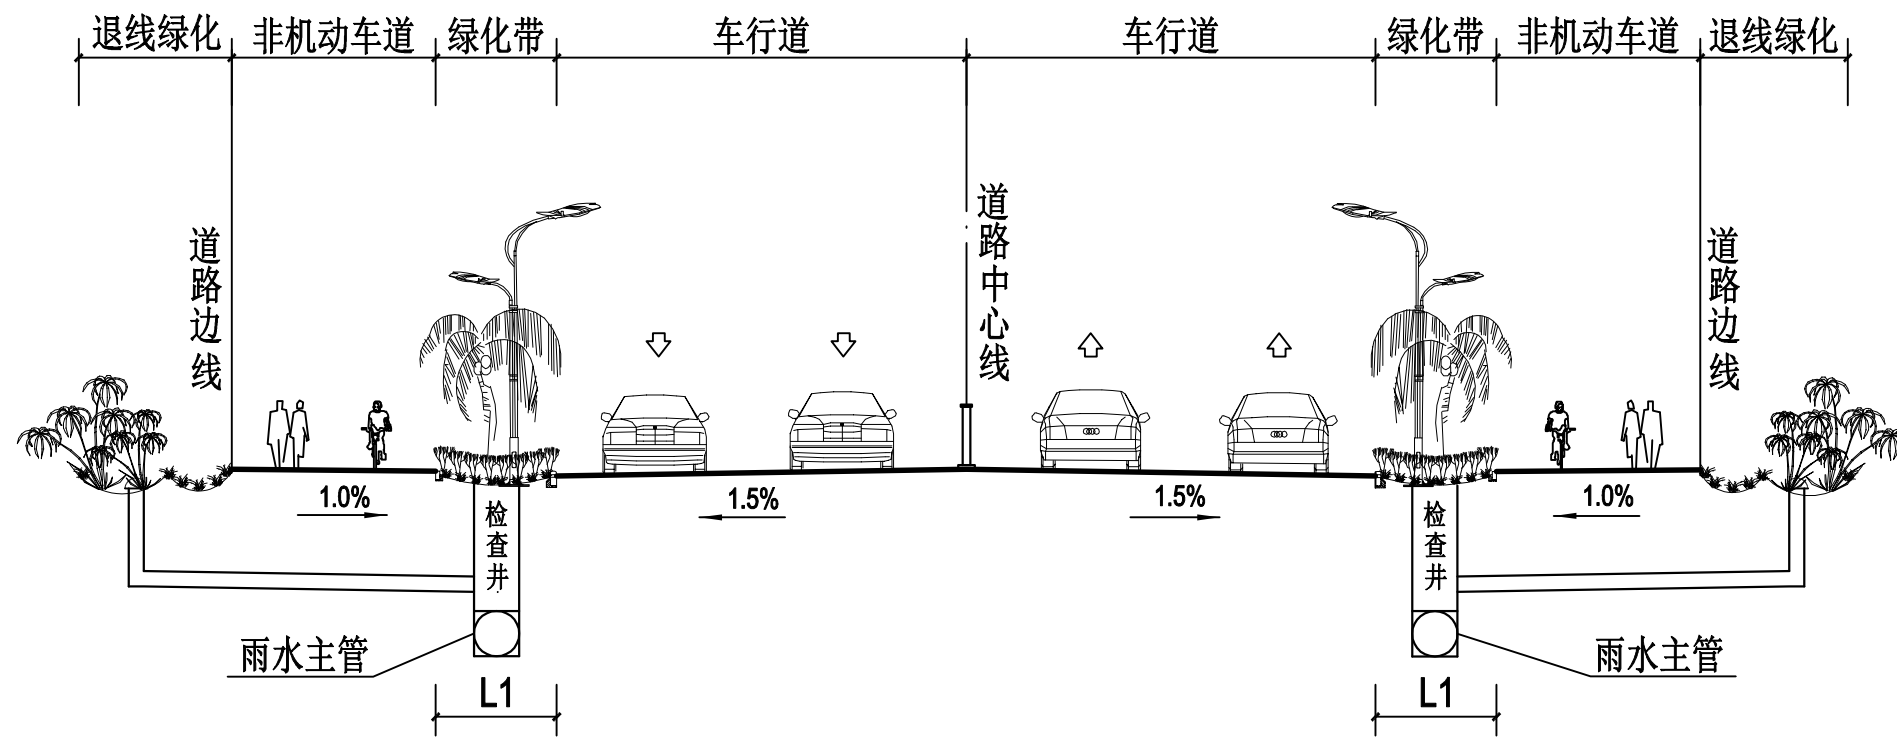 退线绿化 非机动车道 绿化带 车行道 车行道 绿化带 非机动车道 退线绿化
道路边线
道路中心线
道路边线
1.0% 1.5% 1.5% 1.0%
检查井
检查井
雨水主管 雨水主管
L1 L1